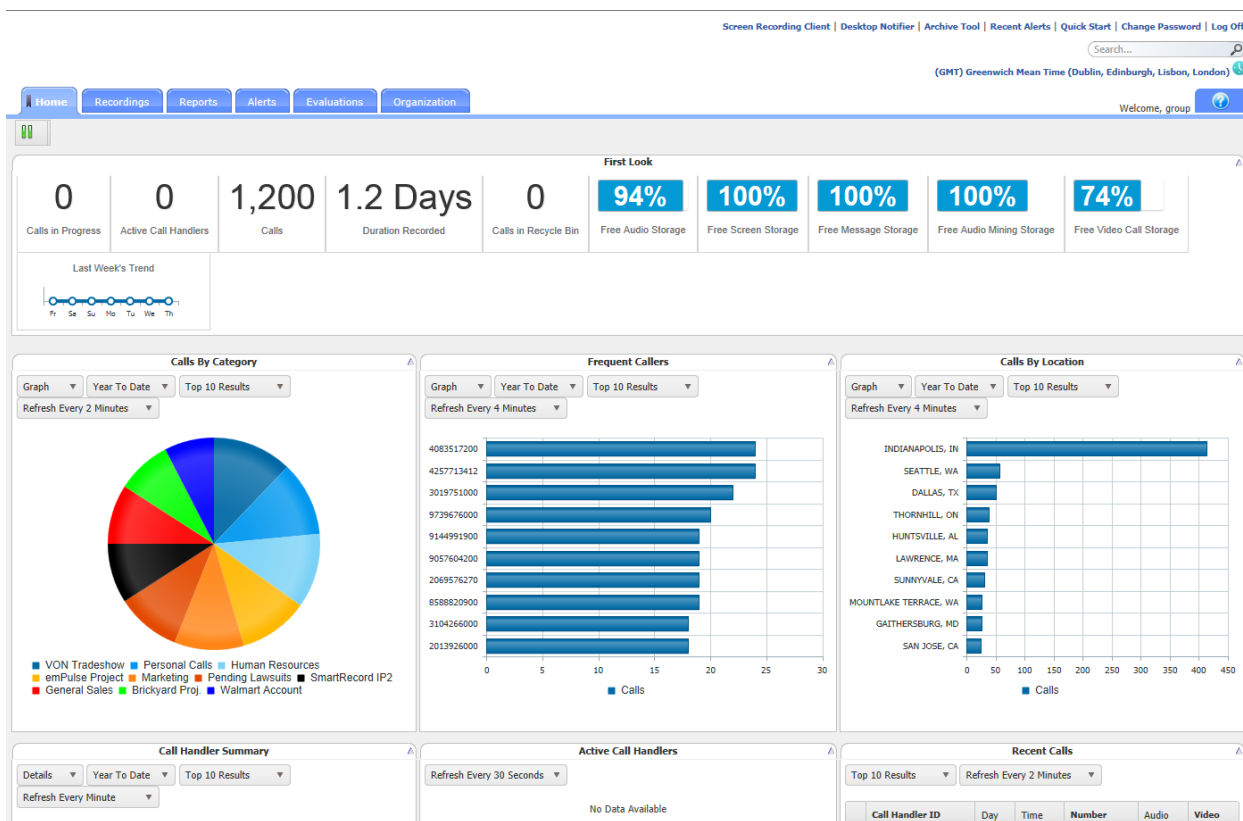 Screen Recording Client | Desktop Notifier | Archive Tool | Recent Alerts | Quick Start | Change Password | Log Off
Search...
(GMT) Greenwich Mean Time (Dublin, Edinburgh, Lisbon, London)
Home Recordings Reports Alerts Evaluations Organization
Welcome, group
First Look
0 0 1,200 1.2 Days 0 94% 100% 100% 100% 74%
Calls in Progress Active Call Handlers Calls Duration Recorded Calls in Recycle Bin Free Audio Storage Free Screen Storage Free Message Storage Free Audio Mining Storage Free Video Call Storage
Last Week's Trend
Fr Sa Su Mo Tu We Th
Calls By Category
Graph Year To Date Top 10 Results
Refresh Every 2 Minutes
VON Tradeshow Personal Calls Human Resources
emPulse Project Marketing Pending Lawsuits SmartRecord IP2
General Sales Brickyard Proj. Walmart Account
Frequent Callers
Graph Year To Date Top 10 Results
Refresh Every 4 Minutes
4083517200
4257713412
3019751000
9739676000
9144991900
9057604200
2069576270
8588820900
3104266000
2013926000
0 5 10 15 20 25 30
Calls
Calls By Location
Graph Year To Date Top 10 Results
Refresh Every 4 Minutes
INDIANAPOLIS, IN
SEATTLE, WA
DALLAS, TX
THORNHILL, ON
HUNTSVILLE, AL
LAWRENCE, MA
SUNNYVALE, CA
MOUNTLAKE TERRACE, WA
GAITHERSBURG, MD
SAN JOSE, CA
0 50 100 150 200 250 300 350 400 450
Calls
Call Handler Summary
Details Year To Date Top 10 Results
Refresh Every Minute
Active Call Handlers
Refresh Every 30 Seconds
No Data Available
Recent Calls
Top 10 Results Refresh Every 2 Minutes
Call Handler ID Day Time Number Audio Video